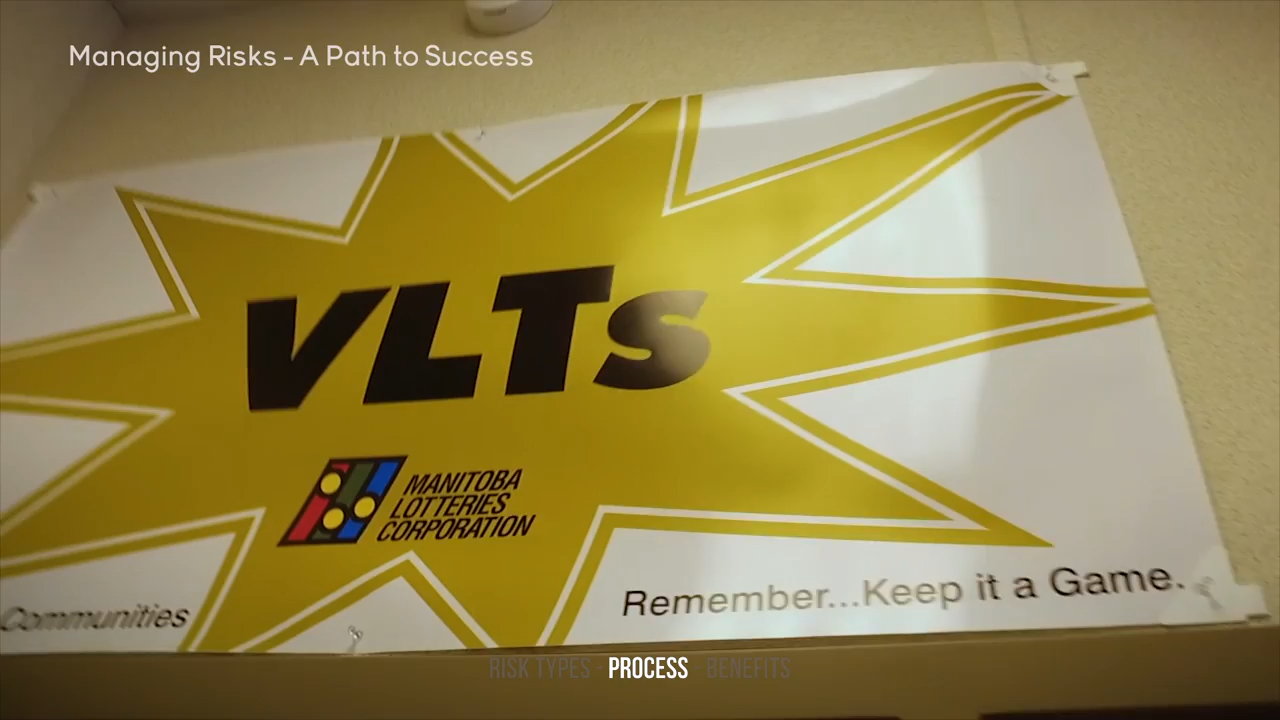 Managing Risks - A Path to Success
VLTs
MANITOBA
LOTTERIES
CORPORATION
Communities
Remember...Keep it a Game.
RISK TYPES PROCESS BENEFITS